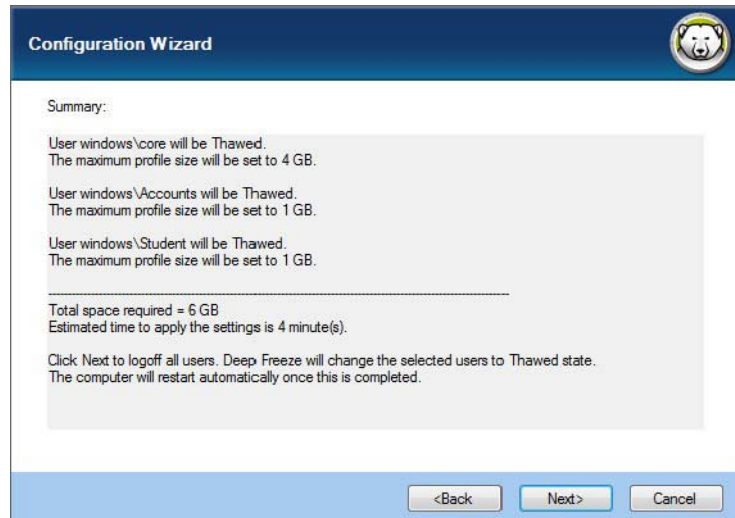 Configuration Wizard
Summary:
User windows\core will be Thawed.
The maximum profile size will be set to 4 GB.
User windows\Accounts will be Thawed.
The maximum profile size will be set to 1 GB.
User windows\Student will be Thawed.
The maximum profile size will be set to 1 GB.
Total space required = 6 GB
Estimated time to apply the settings is 4 minute(s).
Click Next to logoff all users. Deep Freeze will change the selected users to Thawed state.
The computer will restart automatically once this is completed.
<Back Next> Cancel